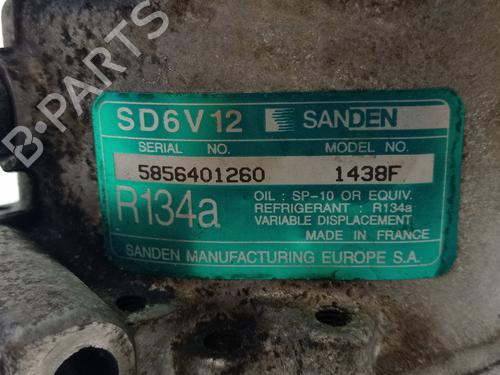 B-PARTS
SD6V12 SANDEN
SERIAL NO. MODEL NO.
5856401260 1438F
R134a
OIL : SP-10 OR EQUIV.
REFRIGERANT : R134a
VARIABLE DISPLACEMENT
MADE IN FRANCE
SANDEN MANUFACTURING EUROPE S.A.